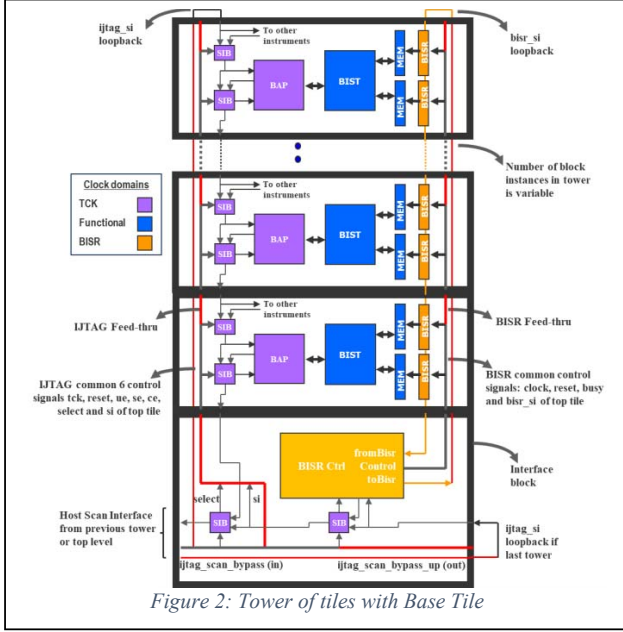 ijtag_si
loopback
To other
instruments
bisr_si
loopback
SIB
SIB
BAP
BIST
MEM
MEM
BISR
BISR
Number of block
instances in tower
is variable
Clock domains
TCK
Functional
BISR
To other
instruments
SIB
SIB
BAP
BIST
MEM
MEM
BISR
BISR
IJTAG Feed-thru
To other
instruments
BISR Feed-thru
SIB
SIB
BAP
BIST
MEM
MEM
BISR
BISR
IJTAG common 6 control
signals tck, reset, ue, se, ce,
select and si of top tile
BISR common control
signals: clock, reset, busy
and bisr_si of top tile
fromBisr
BISR Ctrl Control
toBisr
Interface
block
select
si
Host Scan Interface
from previous tower
or top level
SIB
SIB
ijtag_si
loopback if
last tower
ijtag_scan_bypass (in)
ijtag_scan_bypass_up (out)
Figure 2: Tower of tiles with Base Tile